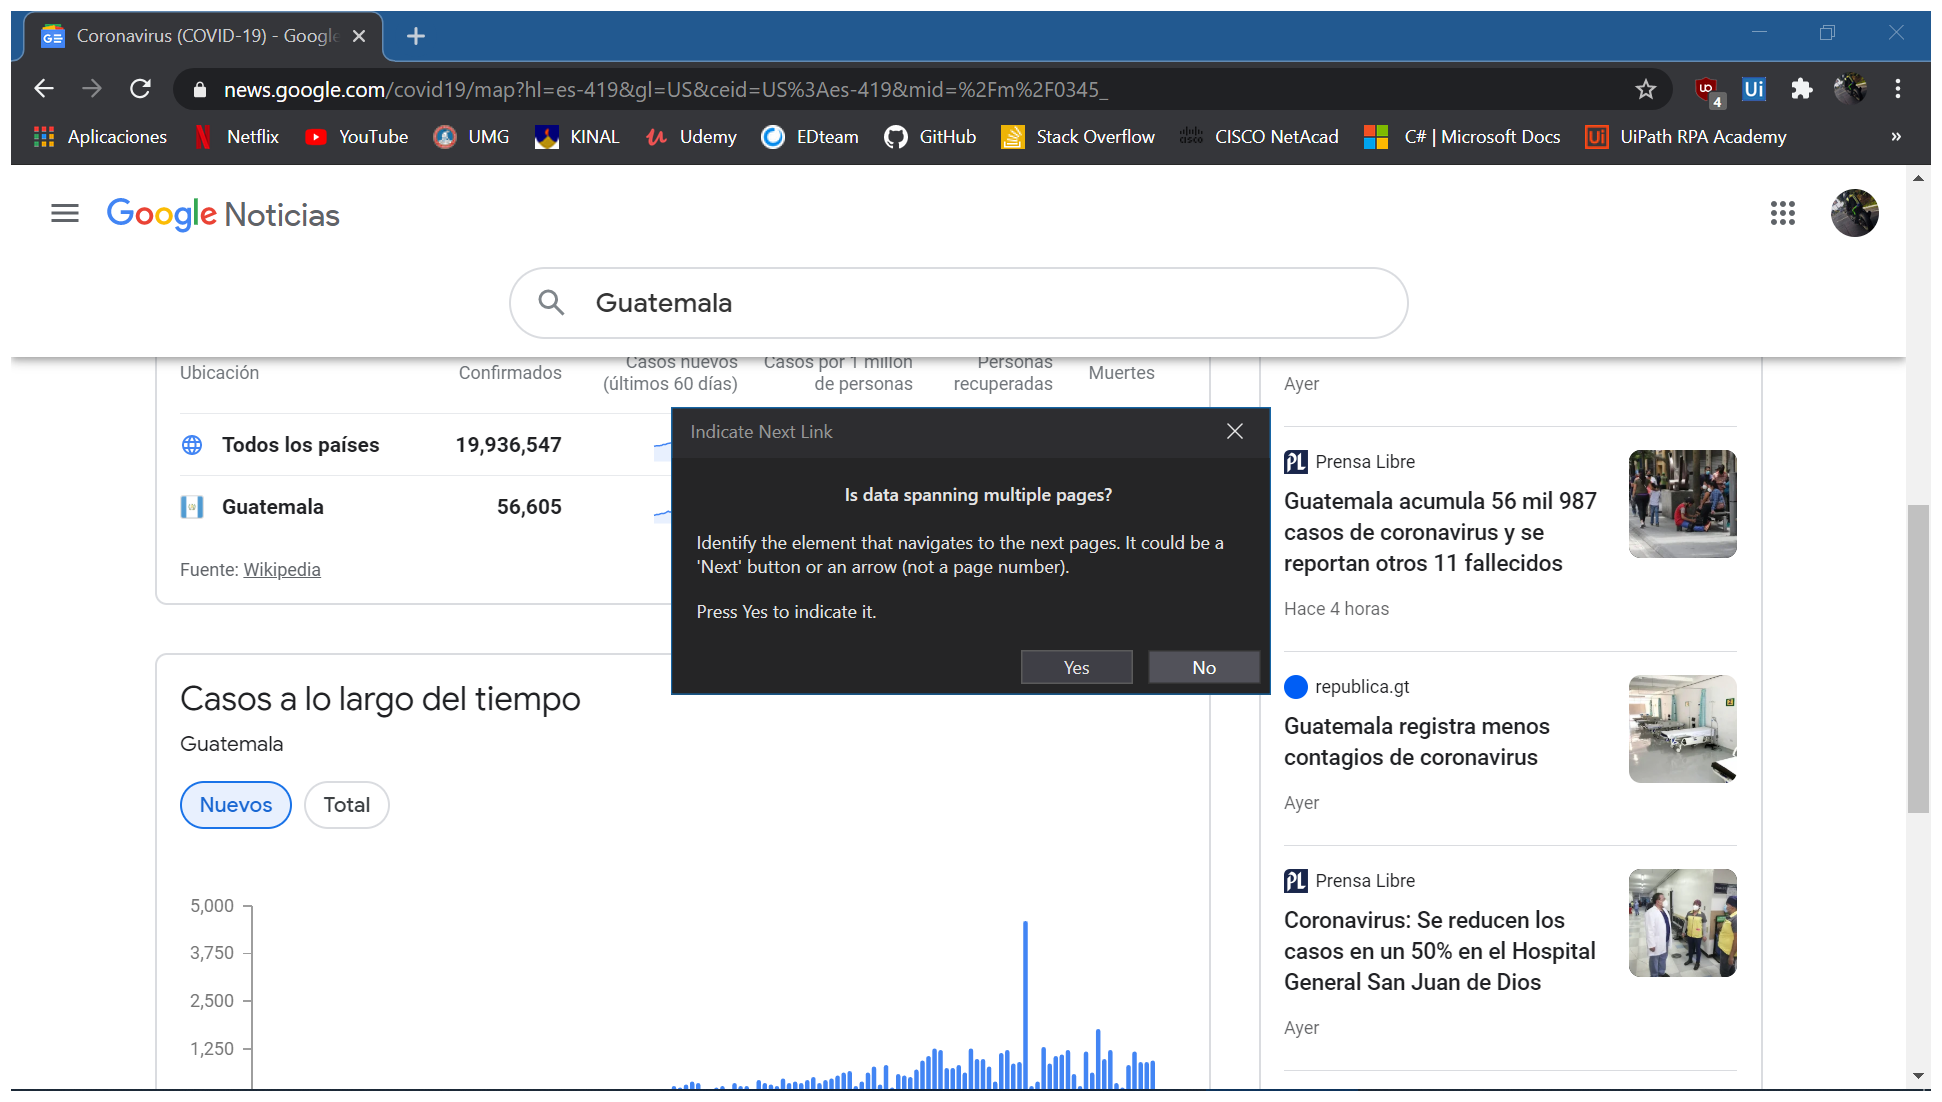 Coronavirus (COVID-19) - Google
news.google.com/covid19/map?hl=es-419&gl=US&ceid=US%3Aes-419&mid=%2Fm%2F0345_
4
Ui
Aplicaciones
Netflix
YouTube
UMG
KINAL
Udemy
EDteam
GitHub
Stack Overflow
CISCO NetAcad
C# | Microsoft Docs
UiPath RPA Academy
»
Google Noticias
Guatemala
Ubicación
Confirmados
Casos nuevos
(últimos 60 días)
Casos por 1 millón
de personas
Personas
recuperadas
Muertes
Todos los países
19,936,547
Guatemala
56,605
Fuente: Wikipedia
Indicate Next Link
Is data spanning multiple pages?
Identify the element that navigates to the next pages. It could be a
'Next' button or an arrow (not a page number).
Press Yes to indicate it.
Yes
No
Casos a lo largo del tiempo
Guatemala
Nuevos
Total
5,000
3,750
2,500
1,250
Ayer
PL Prensa Libre
Guatemala acumula 56 mil 987
casos de coronavirus y se
reportan otros 11 fallecidos
Hace 4 horas
republica.gt
Guatemala registra menos
contagios de coronavirus
Ayer
PL Prensa Libre
Coronavirus: Se reducen los
casos en un 50% en el Hospital
General San Juan de Dios
Ayer